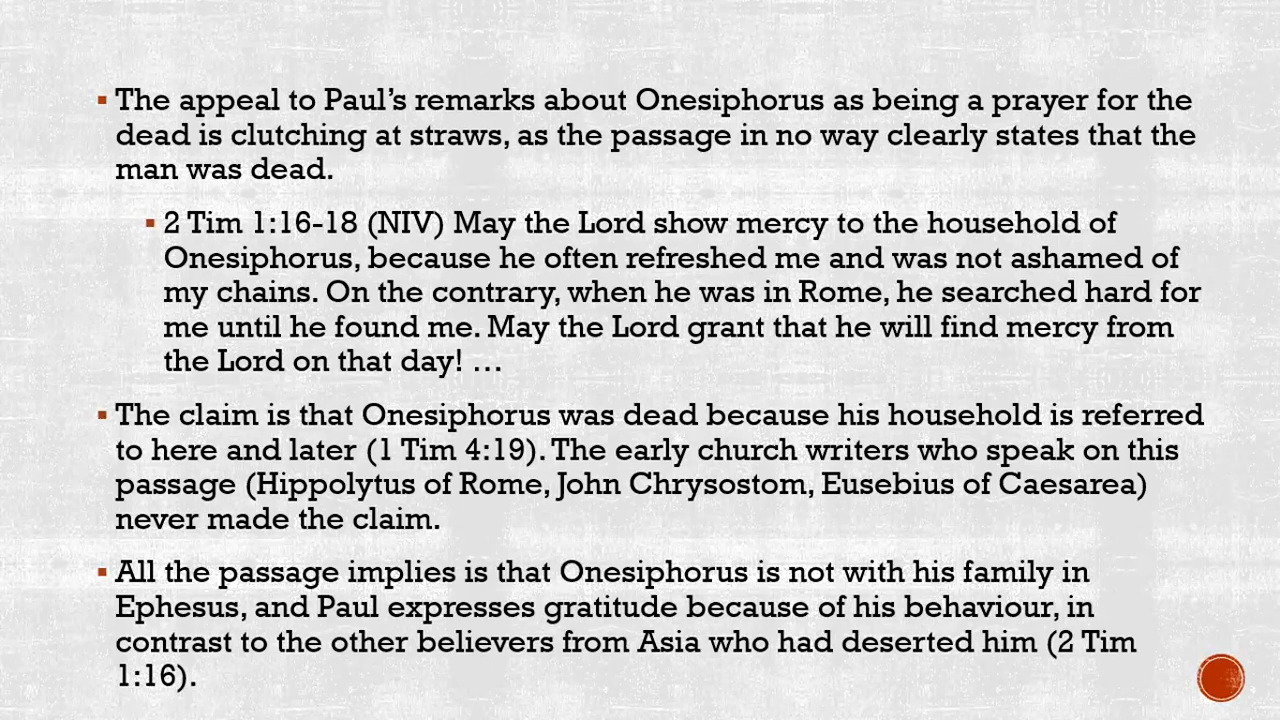 The appeal to Paul's remarks about Onesiphorus as being a prayer for the
dead is clutching at straws, as the passage in no way clearly states that the
man was dead.
2 Tim 1:16-18 (NIV) May the Lord show mercy to the household of
Onesiphorus, because he often refreshed me and was not ashamed of
my chains. On the contrary, when he was in Rome, he searched hard for
me until he found me. May the Lord grant that he will find mercy from
the Lord on that day! …
The claim is that Onesiphorus was dead because his household is referred
to here and later (1 Tim 4:19). The early church writers who speak on this
passage (Hippolytus of Rome, John Chrysostom, Eusebius of Caesarea)
never made the claim.
All the passage implies is that Onesiphorus is not with his family in
Ephesus, and Paul expresses gratitude because of his behaviour, in
contrast to the other believers from Asia who had deserted him (2 Tim
1:16).